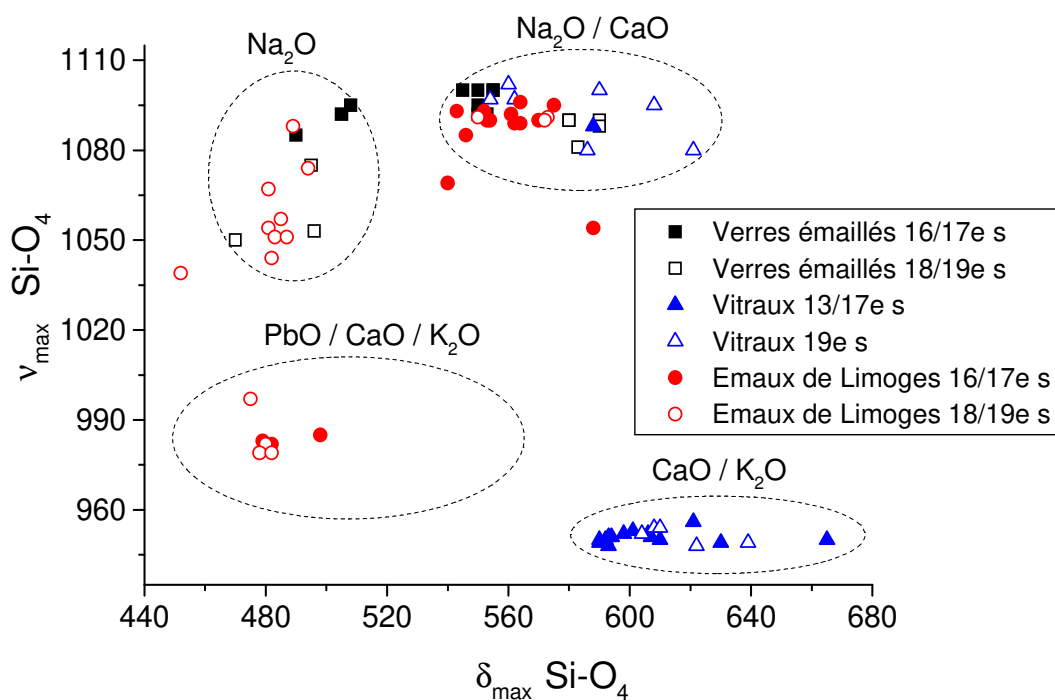 Na₂O
Na₂O / CaO
1110
1080
1050
1020
990
960
ν_max Si-O₄
Verres émaillés 16/17e s
Verres émaillés 18/19e s
Vitraux 13/17e s
Vitraux 19e s
Emaux de Limoges 16/17e s
Emaux de Limoges 18/19e s
PbO / CaO / K₂O
CaO / K₂O
440 480 520 560 600 640 680
δ_max Si-O₄